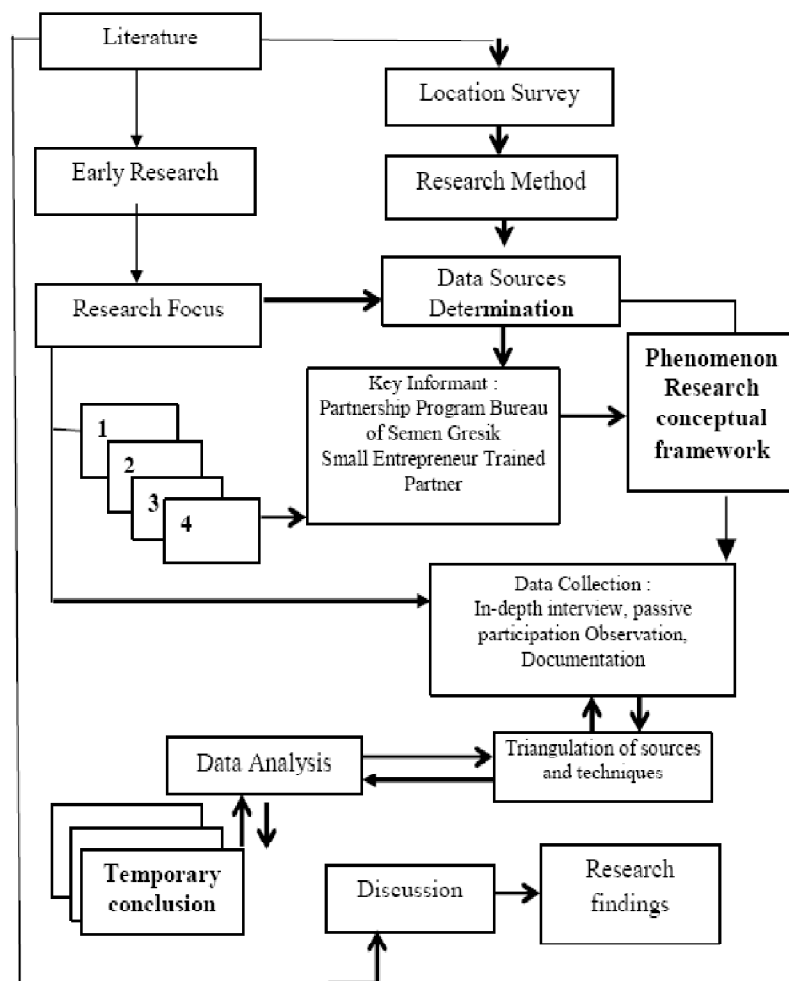 Literature
Location Survey
Early Research
Research Method
Research Focus
Data Sources
Determination
Phenomenon
Research
conceptual
framework
Key Informant :
Partnership Program Bureau
of Semen Gresik
Small Entrepreneur Trained
Partner
1
2
3
4
Data Collection :
In-depth interview, passive
participation Observation,
Documentation
Triangulation of sources
and techniques
Data Analysis
Temporary
conclusion
Discussion
Research
findings